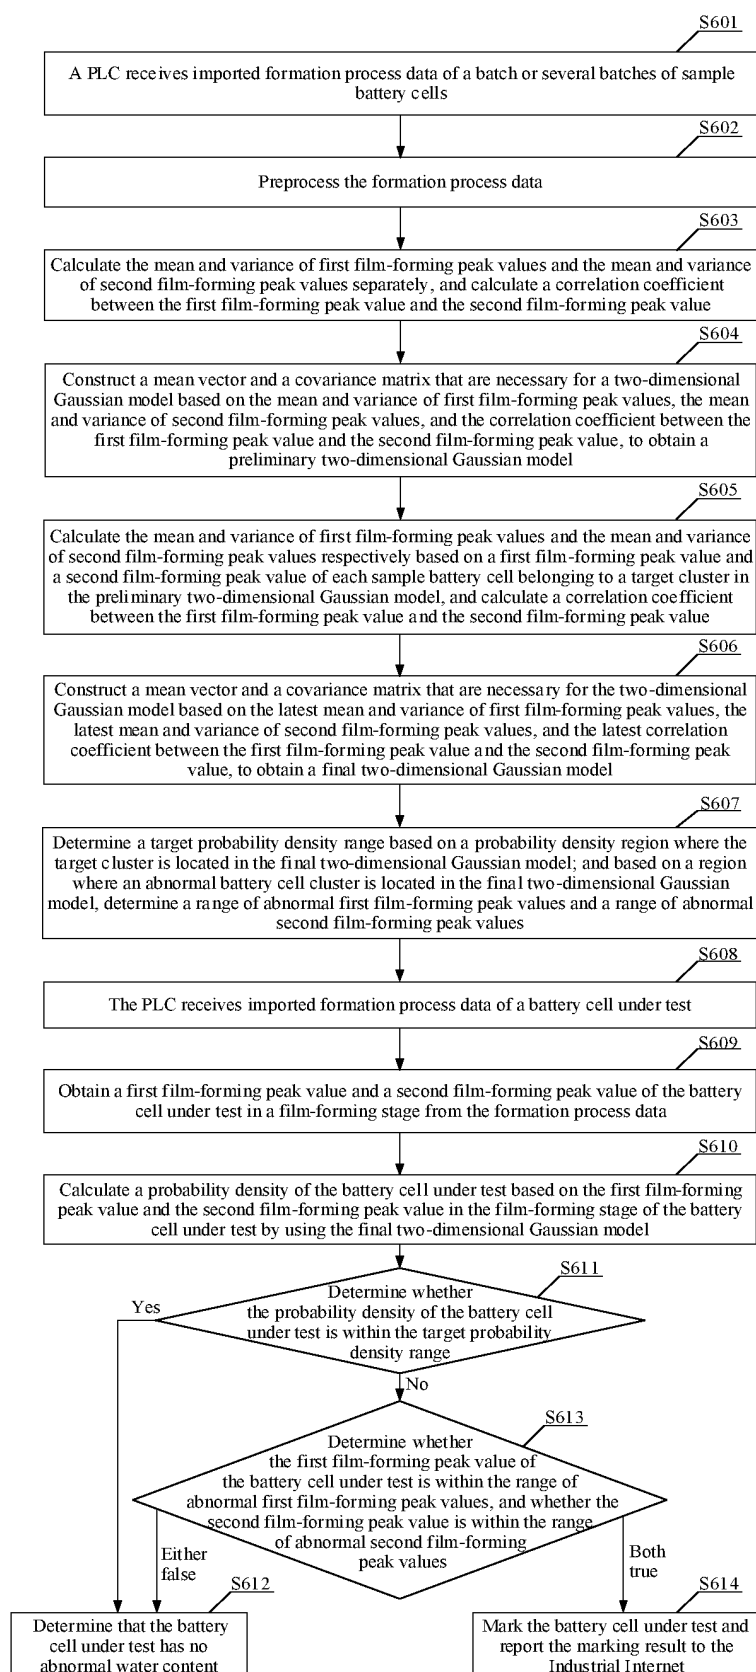 S601
A PLC receives imported formation process data of a batch or several batches of sample
battery cells
S602
Preprocess the formation process data
S603
Calculate the mean and variance of first film-forming peak values and the mean and variance
of second film-forming peak values separately, and calculate a correlation coefficient
between the first film-forming peak value and the second film-forming peak value
S604
Construct a mean vector and a covariance matrix that are necessary for a two-dimensional
Gaussian model based on the mean and variance of first film-forming peak values, the mean
and variance of second film-forming peak values, and the correlation coefficient between the
first film-forming peak value and the second film-forming peak value, to obtain a
preliminary two-dimensional Gaussian model
S605
Calculate the mean and variance of first film-forming peak values and the mean and variance
of second film-forming peak values respectively based on a first film-forming peak value and
a second film-forming peak value of each sample battery cell belonging to a target cluster in
the preliminary two-dimensional Gaussian model, and calculate a correlation coefficient
between the first film-forming peak value and the second film-forming peak value
S606
Construct a mean vector and a covariance matrix that are necessary for the two-dimensional
Gaussian model based on the latest mean and variance of first film-forming peak values, the
latest mean and variance of second film-forming peak values, and the latest correlation
coefficient between the first film-forming peak value and the second film-forming peak
value, to obtain a final two-dimensional Gaussian model
S607
Determine a target probability density range based on a probability density region where the
target cluster is located in the final two-dimensional Gaussian model; and based on a region
where an abnormal battery cell cluster is located in the final two-dimensional Gaussian
model, determine a range of abnormal first film-forming peak values and a range of abnormal
second film-forming peak values
S608
The PLC receives imported formation process data of a battery cell under test
S609
Obtain a first film-forming peak value and a second film-forming peak value of the battery
cell under test in a film-forming stage from the formation process data
S610
Calculate a probability density of the battery cell under test based on the first film-forming
peak value and the second film-forming peak value in the film-forming stage of the battery
cell under test by using the final two-dimensional Gaussian model
S611
Determine whether
the probability density of the battery cell
under test is within the target probability
density range
Yes
No
S613
Determine whether
the first film-forming peak value of
the battery cell under test is within the range of
abnormal first film-forming peak values, and whether the
second film-forming peak value is within the range
of abnormal second film-forming
peak values
Either
false
Both
true
S612
Determine that the battery
cell under test has no
abnormal water content
S614
Mark the battery cell under test and
report the marking result to the
Industrial Internet